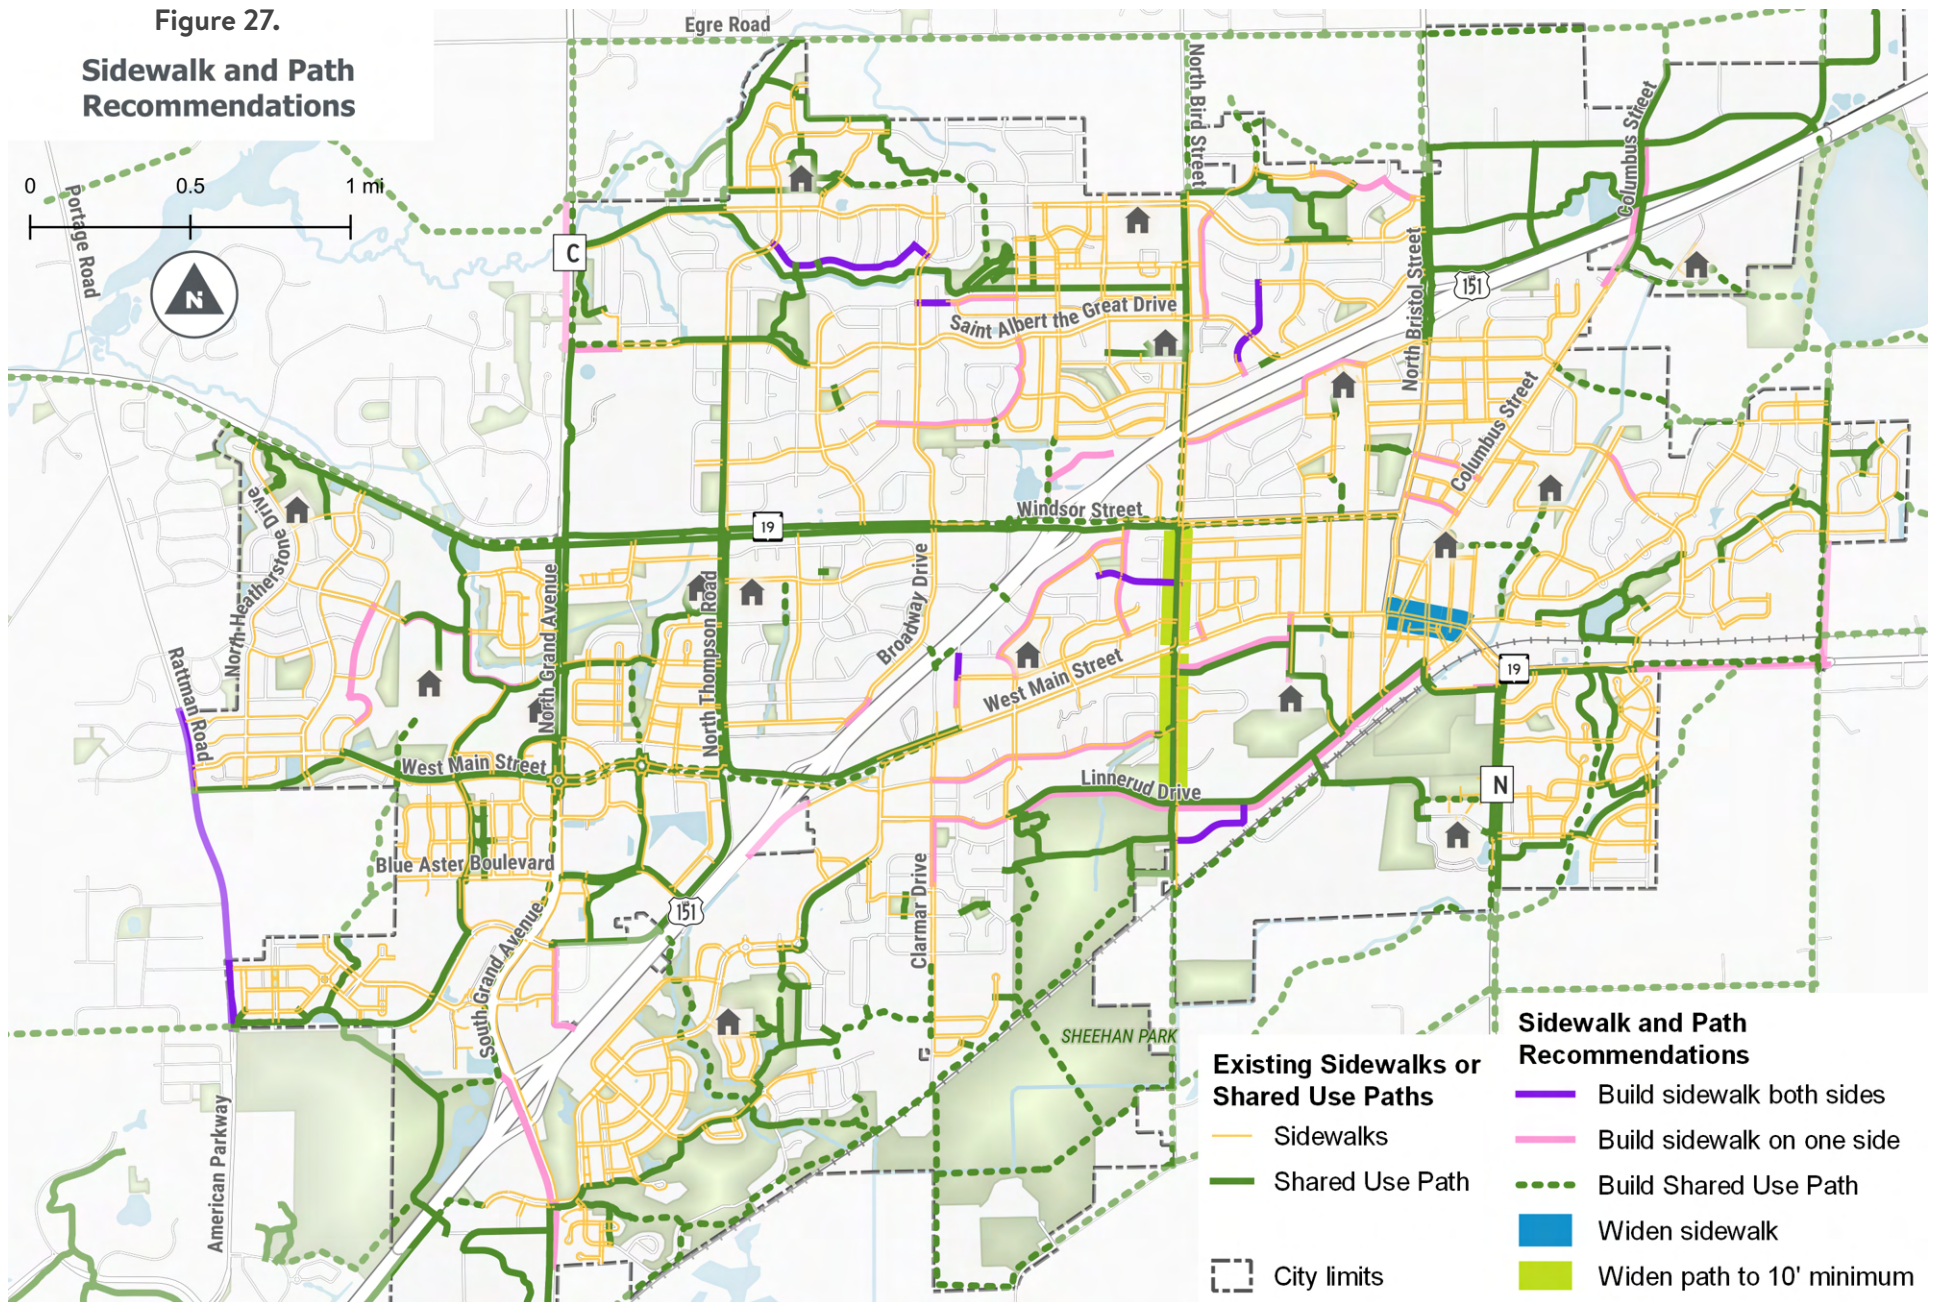 Figure 27.
Sidewalk and Path
Recommendations
0 0.5 1 mi
N
Egre Road
North Bird Street
Columbus Street
Portage Road
C
151
North Bristol Street
Saint Albert the Great Drive
Columbus Street
Windsor Street
19
North Heatherstone Drive
North Grand Avenue
North Thompson Road
Broadway Drive
West Main Street
19
Rattman Road
West Main Street
Linnerud Drive
N
Blue Aster Boulevard
151
Clarmar Drive
South Grand Avenue
SHEEHAN PARK
American Parkway
Existing Sidewalks or
Shared Use Paths
Sidewalks
Shared Use Path
City limits
Sidewalk and Path
Recommendations
Build sidewalk both sides
Build sidewalk on one side
Build Shared Use Path
Widen sidewalk
Widen path to 10' minimum